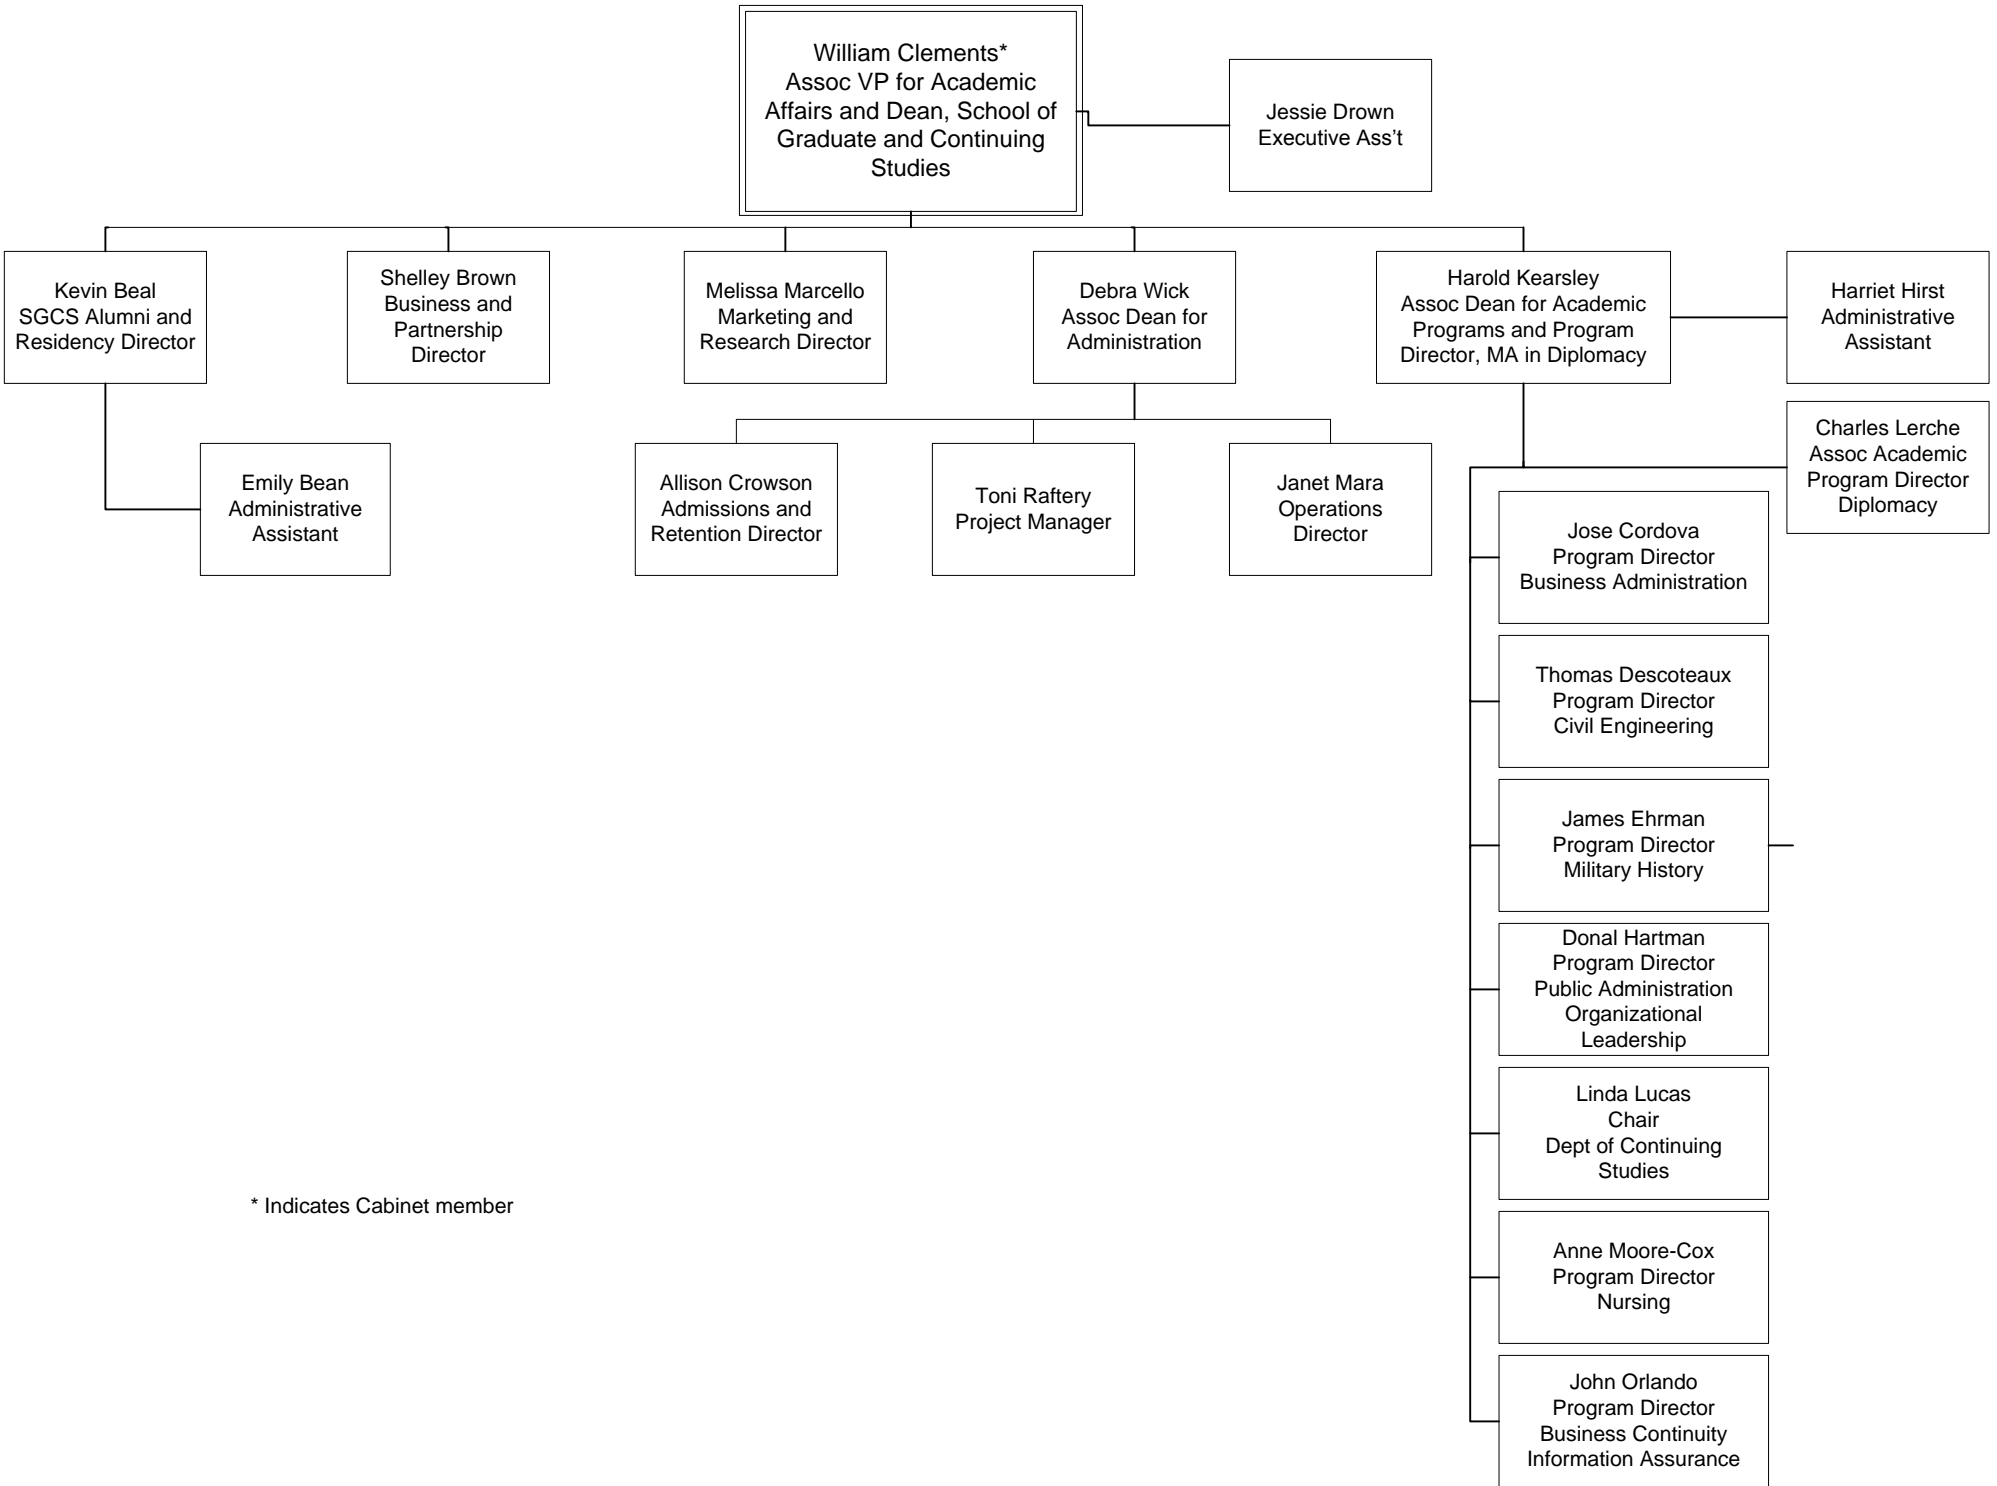 William Clements*
Assoc VP for Academic
Affairs and Dean, School of
Graduate and Continuing
Studies
Jessie Drown
Executive Ass’t
Kevin Beal
SGCS Alumni and
Residency Director
Shelley Brown
Business and
Partnership
Director
Melissa Marcello
Marketing and
Research Director
Debra Wick
Assoc Dean for
Administration
Harold Kearsley
Assoc Dean for Academic
Programs and Program
Director, MA in Diplomacy
Harriet Hirst
Administrative
Assistant
Charles Lerche
Assoc Academic
Program Director
Diplomacy
Emily Bean
Administrative
Assistant
Allison Crowson
Admissions and
Retention Director
Toni Raftery
Project Manager
Janet Mara
Operations
Director
Jose Cordova
Program Director
Business Administration
Thomas Descoteaux
Program Director
Civil Engineering
James Ehrman
Program Director
Military History
Donal Hartman
Program Director
Public Administration
Organizational
Leadership
Linda Lucas
Chair
Dept of Continuing
Studies
Anne Moore-Cox
Program Director
Nursing
John Orlando
Program Director
Business Continuity
Information Assurance
* Indicates Cabinet member